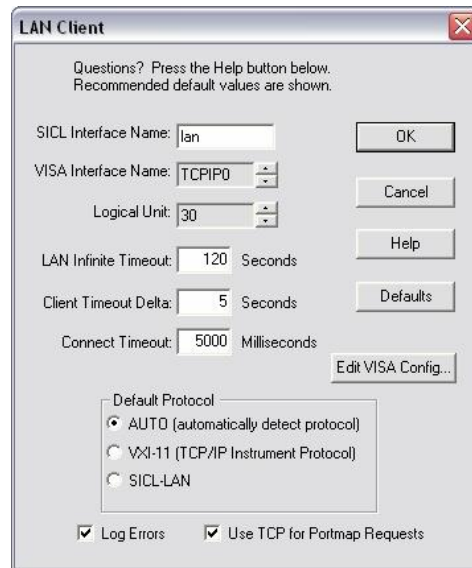 LAN Client
Questions? Press the Help button below.
Recommended default values are shown.
SICL Interface Name: lan
OK
VISA Interface Name: TCPIP0
Cancel
Logical Unit: 30
Help
LAN Infinite Timeout: 120 Seconds
Client Timeout Delta: 5 Seconds
Defaults
Connect Timeout: 5000 Milliseconds
Edit VISA Config...
Default Protocol
AUTO (automatically detect protocol)
VXI-11 (TCP/IP Instrument Protocol)
SICL-LAN
Log Errors
Use TCP for Portmap Requests